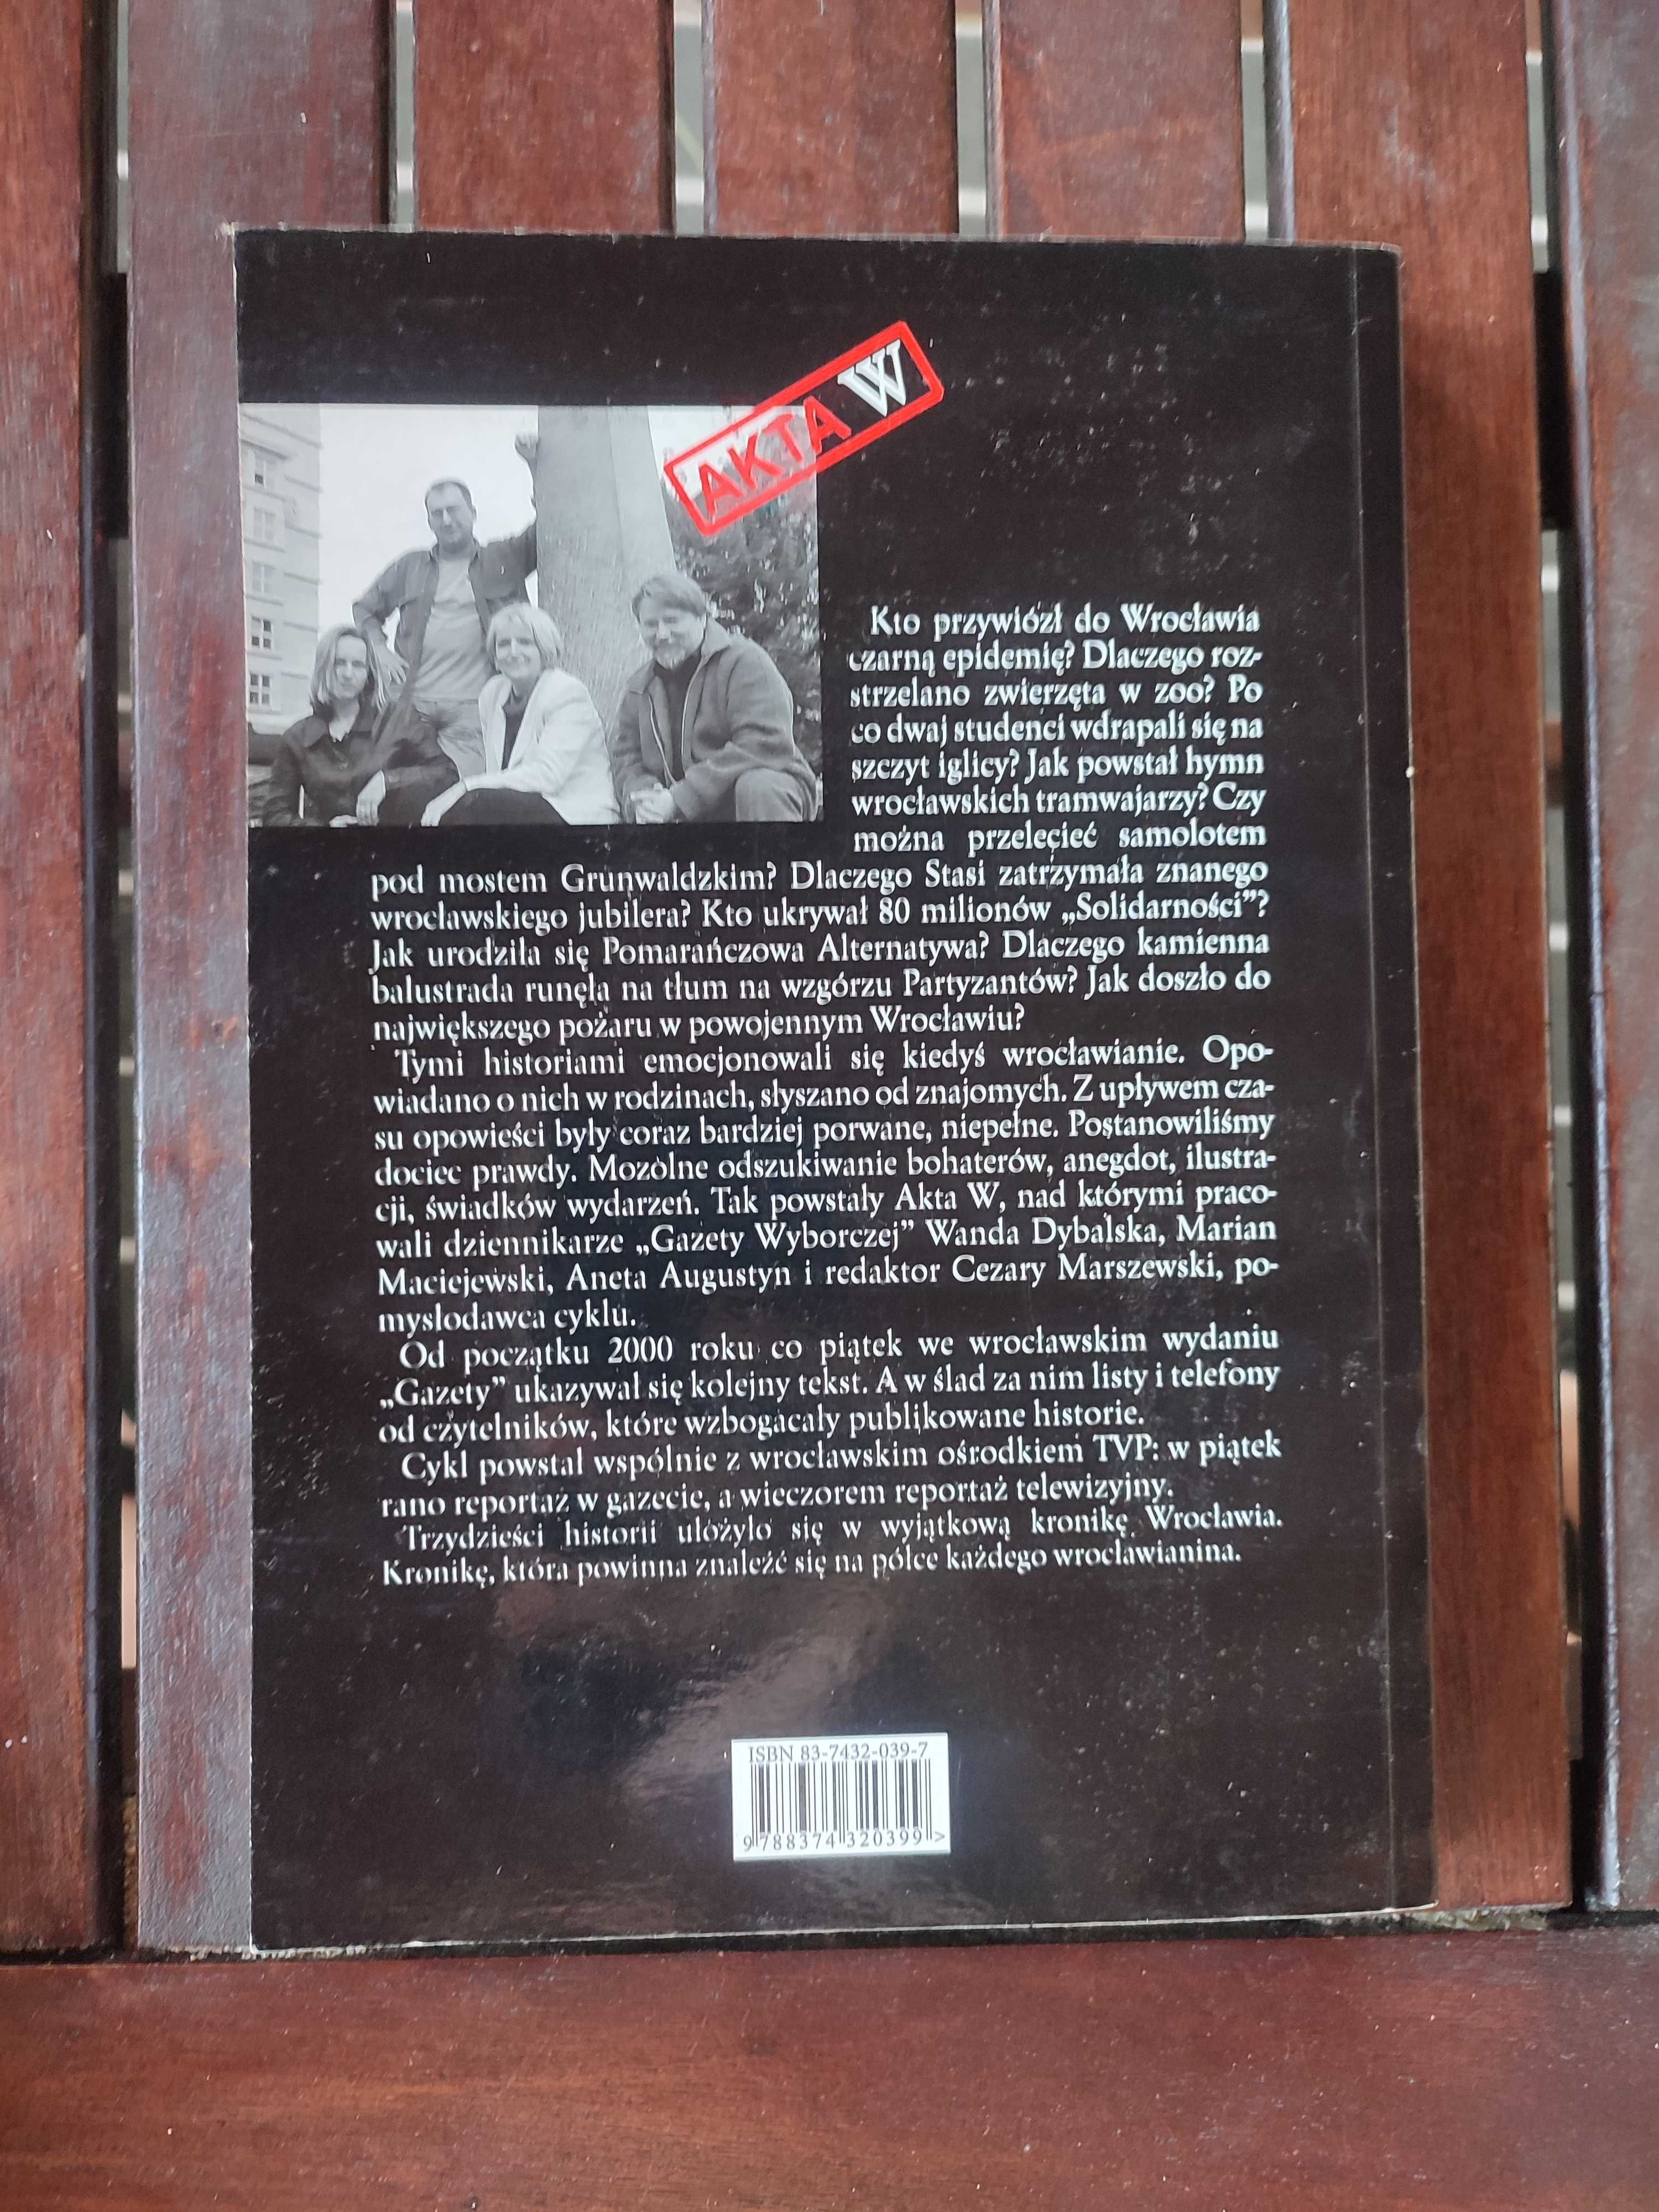 AKTA W
Kto przywiózł do Wrocławia
czarną epidemię? Dlaczego roz-
strzelano zwierzęta w zoo? Po
co dwaj studenci wdrapali się na
szczyt iglicy? Jak powstał hymn
wrocławskich tramwajarzy? Czy
można przelecieć samolotem
pod mostem Grunwaldzkim? Dlaczego Stasi zatrzymała znanego
wrocławskiego jubilera? Kto ukrywał 80 milionów „Solidarności”?
Jak urodziła się Pomarańczowa Alternatywa? Dlaczego kamienna
balustrada runęła na tłum na wzgórzu Partyzantów? Jak doszło do
największego pożaru w powojennym Wrocławiu?
Tymi historiami emocjonowali się kiedyś wrocławianie. Opo-
wiadano o nich w rodzinach, słyszano od znajomych. Z upływem cza-
su opowieści były coraz bardziej porwane, niepełne. Postanowiliśmy
dociec prawdy. Mozolne odszukiwanie bohaterów, anegdot, ilustra-
cji, świadków wydarzeń. Tak powstały Akta W, nad którymi praco-
wali dziennikarze „Gazety Wyborczej” Wanda Dybalska, Marian
Maciejewski, Aneta Augustyn i redaktor Cezary Marszewski, po-
mysłodawca cyklu.
Od początku 2000 roku co piątek we wrocławskim wydaniu
„Gazety” ukazywał się kolejny tekst. A w ślad za nim listy i telefony
od czytelników, które wzbogacały publikowane historie.
Cykl powstał wspólnie z wrocławskim ośrodkiem TVP: w piątek
rano reportaż w gazecie, a wieczorem reportaż telewizyjny.
Trzydzieści historii ułożyło się w wyjątkową kronikę Wrocławia.
Kronikę, która powinna znaleźć się na półce każdego wrocławianina.
ISBN 83-7432-039-7
9 788374 320399 >